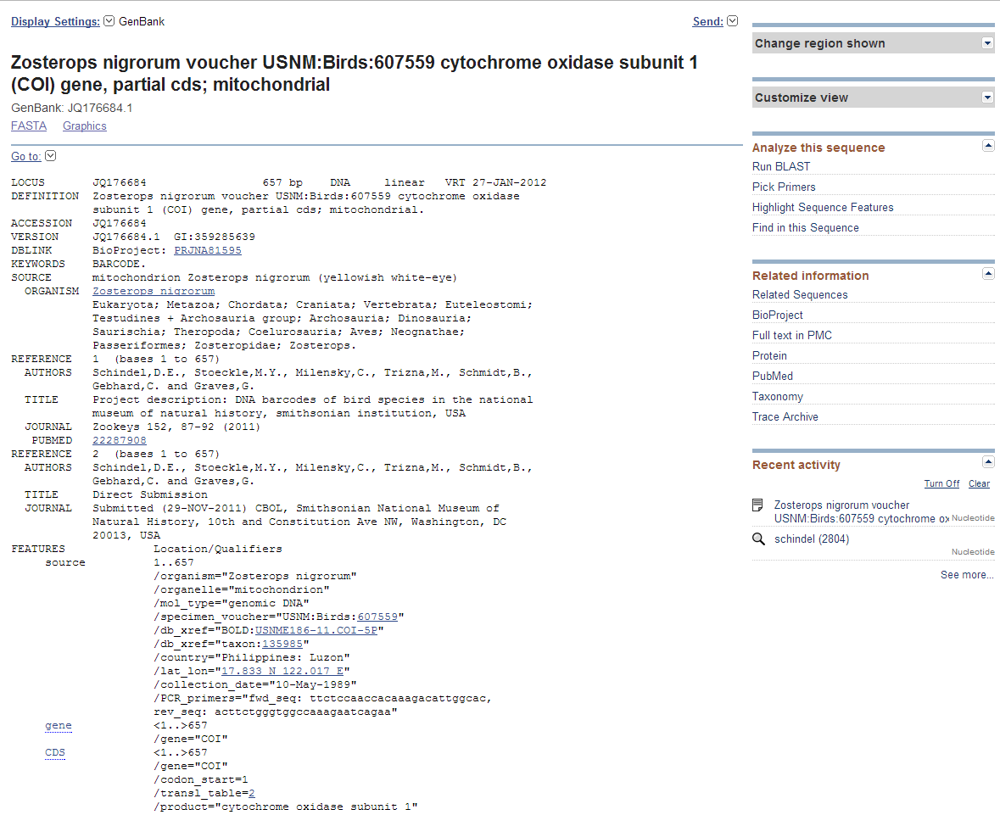 Display Settings: GenBank
Send:
Zosterops nigrorum voucher USNM:Birds:607559 cytochrome oxidase subunit 1
(COI) gene, partial cds; mitochondrial
GenBank: JQ176684.1
FASTA Graphics
Go to:
LOCUS JQ176684 657 bp DNA linear VRT 27-JAN-2012
DEFINITION Zosterops nigrorum voucher USNM:Birds:607559 cytochrome oxidase
subunit 1 (COI) gene, partial cds; mitochondrial.
ACCESSION JQ176684
VERSION JQ176684.1 GI:359285639
DBLINK BioProject: PRJNA81595
KEYWORDS BARCODE.
SOURCE mitochondrion Zosterops nigrorum (yellowish white-eye)
ORGANISM Zosterops nigrorum
Eukaryota; Metazoa; Chordata; Craniata; Vertebrata; Euteleostomi;
Testudines + Archosauria group; Archosauria; Dinosauria;
Saurischia; Theropoda; Coelurosauria; Aves; Neognathae;
Passeriformes; Zosteropidae; Zosterops.
REFERENCE 1 (bases 1 to 657)
AUTHORS Schindel,D.E., Stoeckle,M.Y., Milensky,C., Trizna,M., Schmidt,B.,
Gebhard,C. and Graves,G.
TITLE Project description: DNA barcodes of bird species in the national
museum of natural history, smithsonian institution, USA
JOURNAL Zookeys 152, 87-92 (2011)
PUBMED 22287908
REFERENCE 2 (bases 1 to 657)
AUTHORS Schindel,D.E., Stoeckle,M.Y., Milensky,C., Trizna,M., Schmidt,B.,
Gebhard,C. and Graves,G.
TITLE Direct Submission
JOURNAL Submitted (29-NOV-2011) CBOL, Smithsonian National Museum of
Natural History, 10th and Constitution Ave NW, Washington, DC
20013, USA
FEATURES Location/Qualifiers
source 1..657
/organism="Zosterops nigrorum"
/organelle="mitochondrion"
/mol_type="genomic DNA"
/specimen_voucher="USNM:Birds:607559"
/db_xref="BOLD:USNME186-11.COI-5P"
/db_xref="taxon:135985"
/country="Philippines: Luzon"
/lat_lon="17.833 N 122.017 E"
/collection_date="10-May-1989"
/PCR_primers="fwd_seq: ttctccaaccacaaagacattggcac,
rev_seq: acttctgggtggccaaagaatcagaa"
gene <1..>657
/gene="COI"
CDS <1..>657
/gene="COI"
/codon_start=1
/transl_table=2
/product="cytochrome oxidase subunit 1"
Change region shown
Customize view
Analyze this sequence
Run BLAST
Pick Primers
Highlight Sequence Features
Find in this Sequence
Related information
Related Sequences
BioProject
Full text in PMC
Protein
PubMed
Taxonomy
Trace Archive
Recent activity
Turn Off Clear
Zosterops nigrorum voucher
USNM:Birds:607559 cytochrome ox Nucleotide
schindel (2804)
Nucleotide
See more...